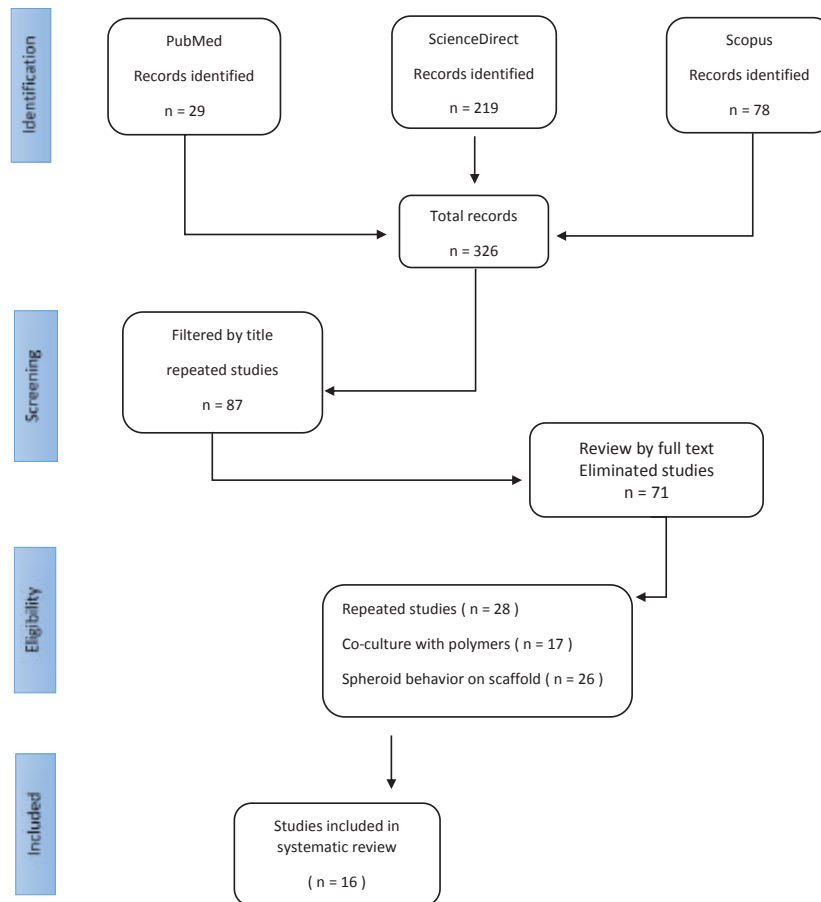 Identification
PubMed
Records identified
n = 29
ScienceDirect
Records identified
n = 219
Scopus
Records identified
n = 78
Total records
n = 326
Screening
Filtered by title
repeated studies
n = 87
Review by full text
Eliminated studies
n = 71
Eligibility
Repeated studies ( n = 28 )
Co-culture with polymers ( n = 17 )
Spheroid behavior on scaffold ( n = 26 )
Included
Studies included in
systematic review
( n = 16 )